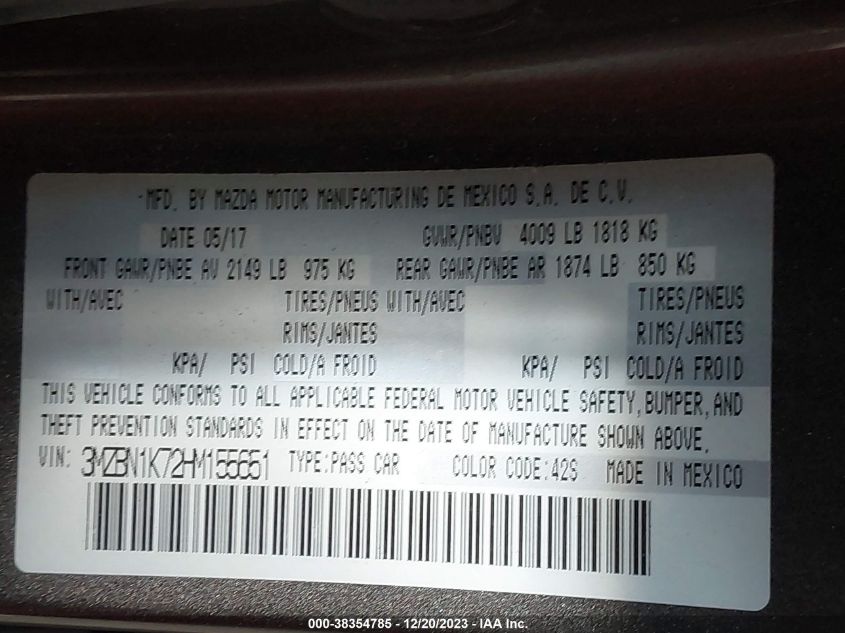 MFD. BY MAZDA MOTOR MANUFACTURING DE MEXICO S.A. DE C.V.
DATE 05/17 GVWR/PNBV 4009 LB 1818 KG
FRONT GAWR/PNBE AV 2149 LB 975 KG REAR GAWR/PNBE AR 1874 LB 850 KG
WITH/AVEC TIRES/PNEUS WITH/AVEC TIRES/PNEUS
RIMS/JANTES RIMS/JANTES
KPA/ PSI COLD/A FROID KPA/ PSI COLD/A FROID
THIS VEHICLE CONFORMS TO ALL APPLICABLE FEDERAL MOTOR VEHICLE SAFETY, BUMPER, AND
THEFT PREVENTION STANDARDS IN EFFECT ON THE DATE OF MANUFACTURE SHOWN ABOVE.
VIN: 3MZBN1K72HM155651 TYPE:PASS CAR COLOR CODE:42S MADE IN MEXICO
000-38354785 - 12/20/2023 - IAA Inc.